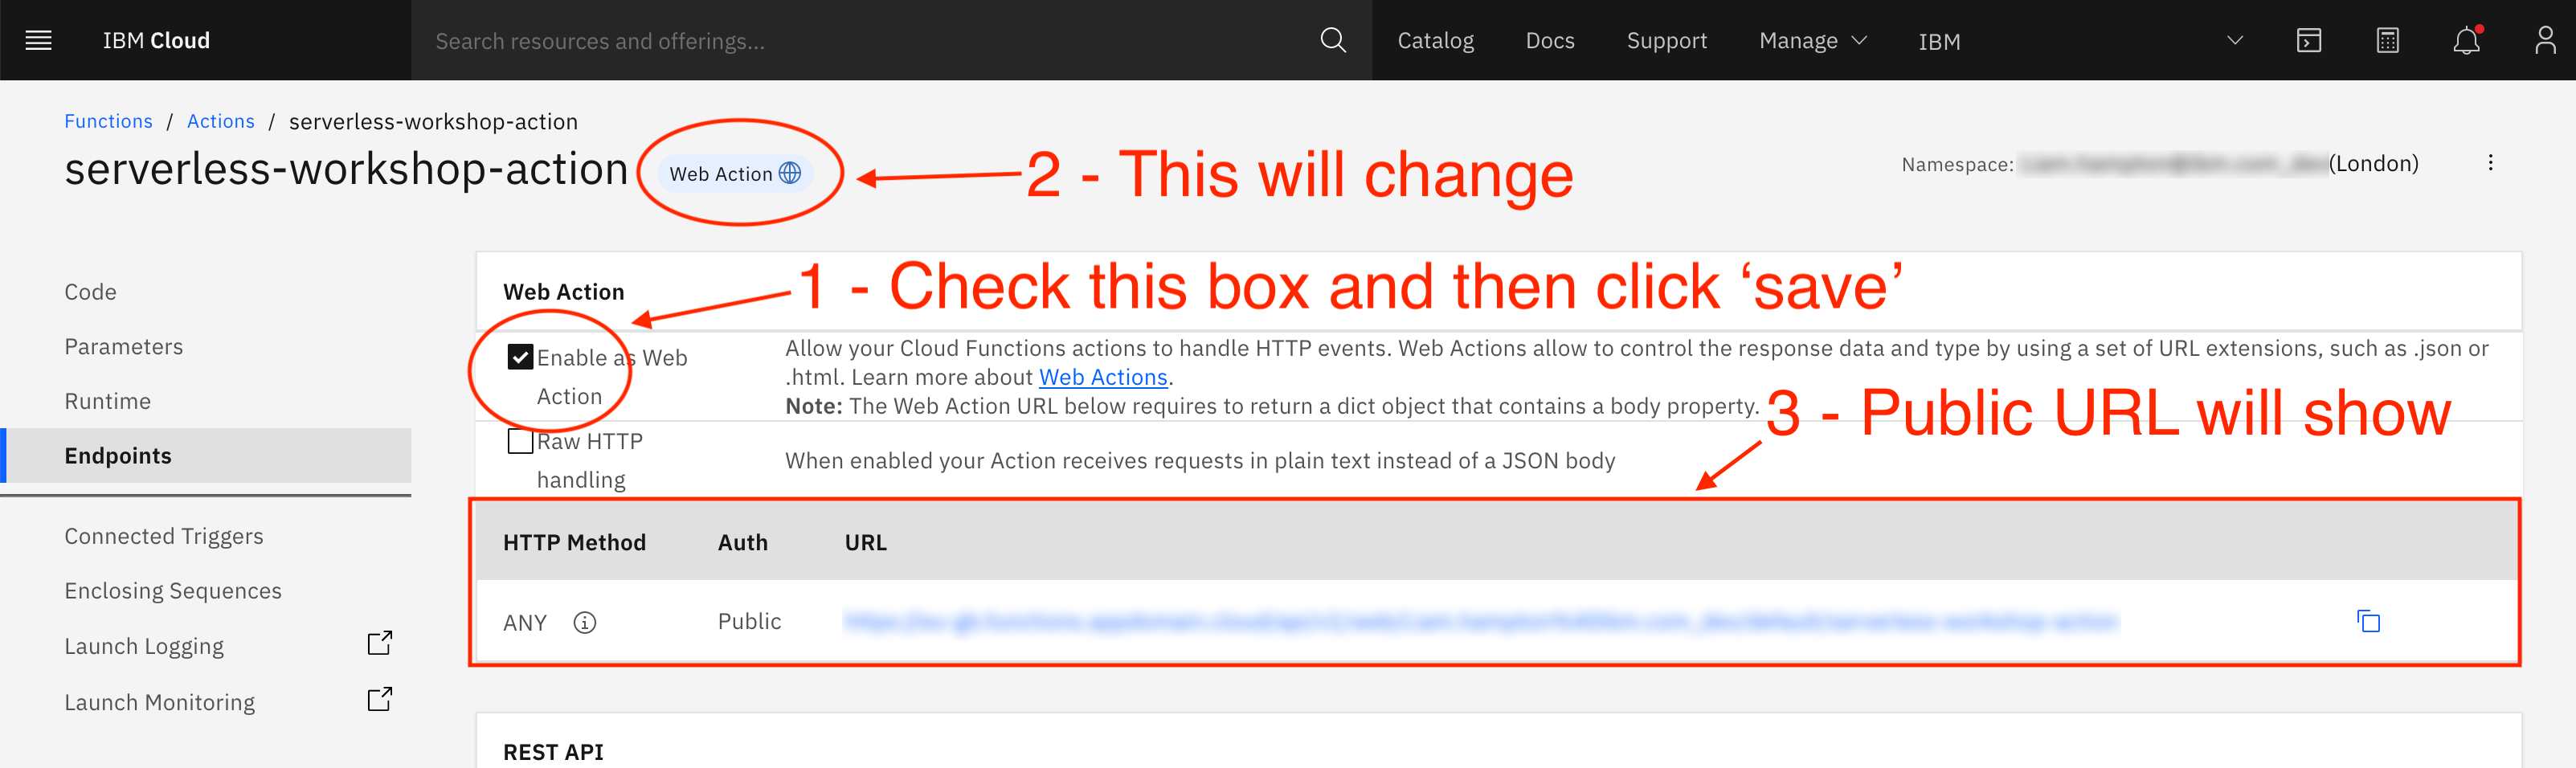 IBM Cloud
Search resources and offerings...
Catalog
Docs
Support
Manage
IBM
Functions / Actions / serverless-workshop-action
serverless-workshop-action
Web Action
2 - This will change
Namespace:
(London)
Code
Parameters
Runtime
Endpoints
Connected Triggers
Enclosing Sequences
Launch Logging
Launch Monitoring
Web Action
1 - Check this box and then click ‘save’
Enable as Web
Action
Allow your Cloud Functions actions to handle HTTP events. Web Actions allow to control the response data and type by using a set of URL extensions, such as .json or
.html. Learn more about Web Actions.
Note: The Web Action URL below requires to return a dict object that contains a body property.
3 - Public URL will show
Raw HTTP
handling
When enabled your Action receives requests in plain text instead of a JSON body
HTTP Method Auth URL
ANY Public
REST API